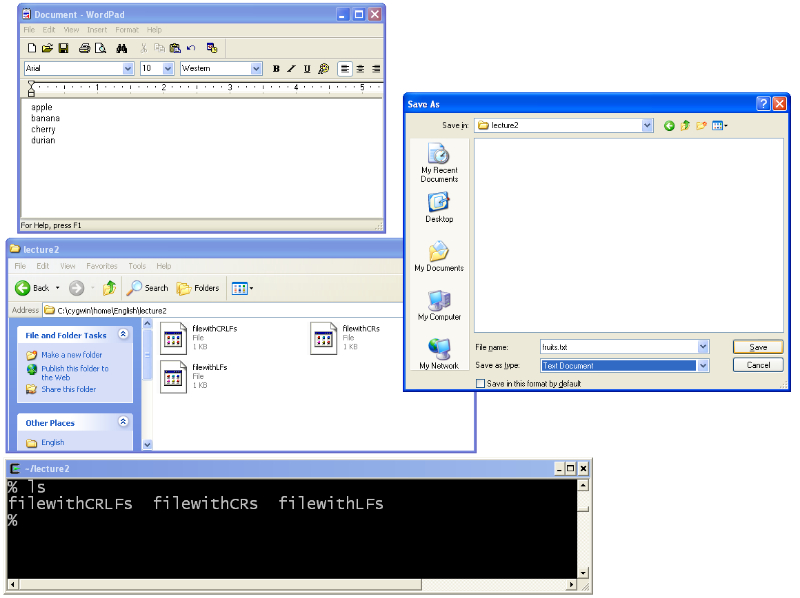 Document - WordPad
File Edit View Insert Format Help
Arial 10 Western B I U
1 2 3 4 5
apple
banana
cherry
durian
For Help, press F1
Save As
Save in: lecture2
My Recent
Documents
Desktop
My Documents
My Computer
My Network
File name: fruits.txt Save
Save as type: Text Document Cancel
Save in this format by default
lecture2
File Edit View Favorites Tools Help
Back Search Folders
Address C:\cygwin\home\English\lecture2
File and Folder Tasks
Make a new folder
Publish this folder to
the Web
Share this folder
Other Places
English
filewithCRLFs
File
1 KB
filewithCRs
File
1 KB
filewithLFs
File
1 KB
~/lecture2
% ls
filewithCRLFs filewithCRs filewithLFs
%